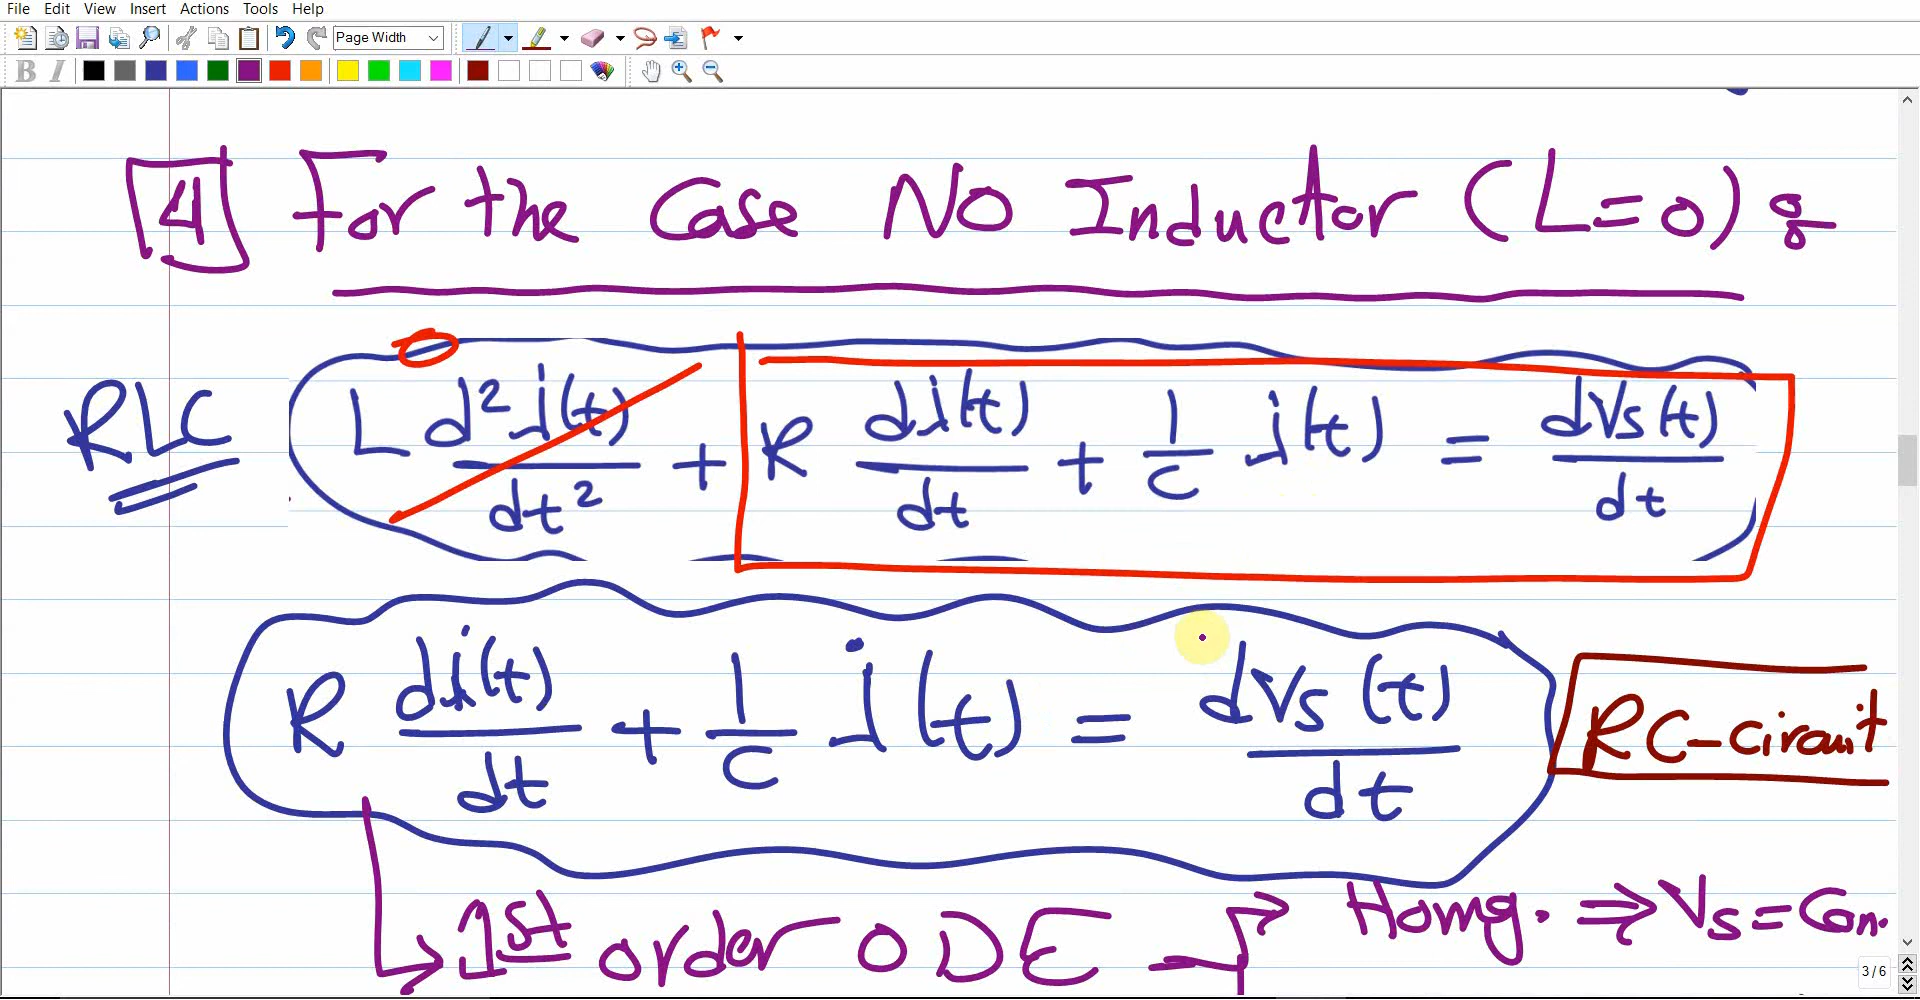 File Edit View Insert Actions Tools Help
Page Width
B I
4 For the Case No Inductor (L=0) :
RLC L d²i(t)/dt² + R di(t)/dt + 1/C i(t) = dVs(t)/dt
R di(t)/dt + 1/C i(t) = dVs(t)/dt RC-circuit
1st order ODE → Homg. ⇒ Vs = Con.
3/6